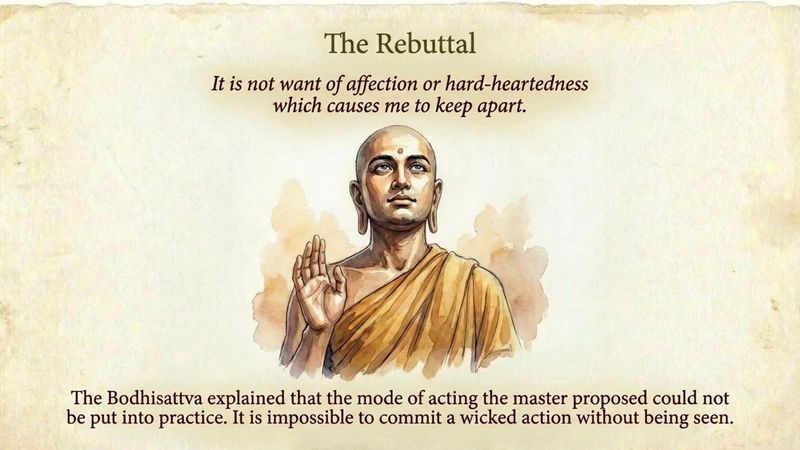 The Rebuttal
It is not want of affection or hard-heartedness
which causes me to keep apart.
The Bodhisattva explained that the mode of acting the master proposed could not
be put into practice. It is impossible to commit a wicked action without being seen.